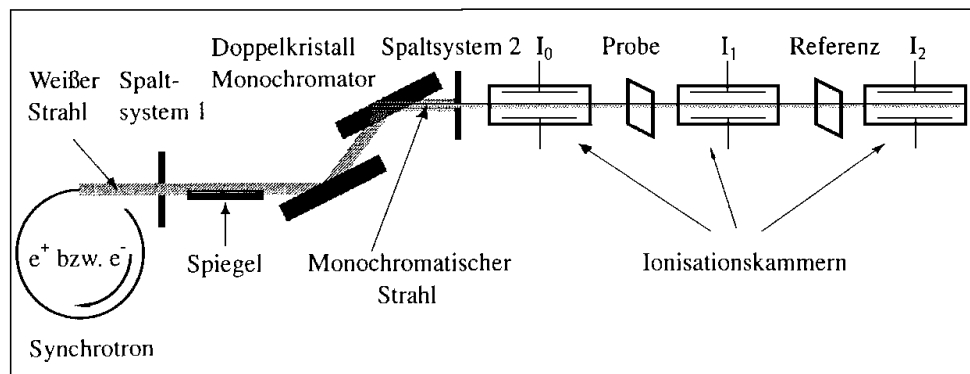 Doppelkristall Spaltsystem 2 I₀ Probe I₁ Referenz I₂
Weißer Spalt- Monochromator
Strahl system 1
e⁺ bzw. e⁻
Spiegel Monochromatischer Ionisationskammern
Strahl
Synchrotron